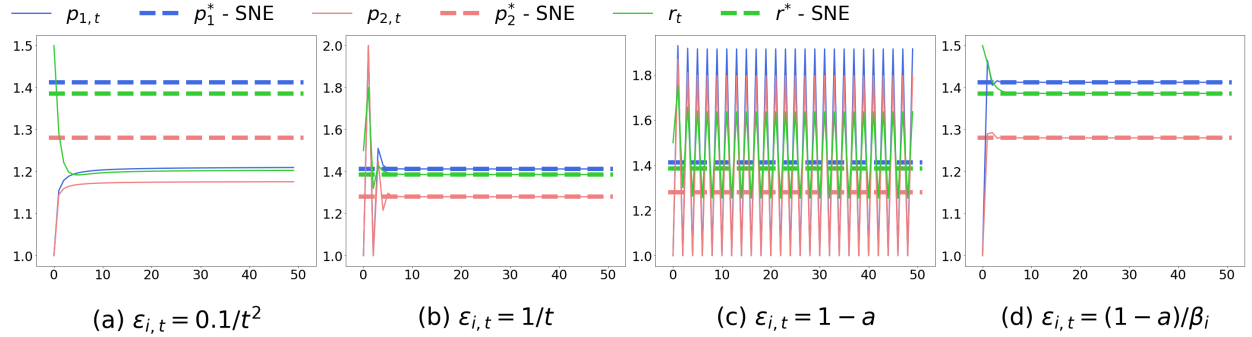 p₁,ₜ p₁* - SNE p₂,ₜ p₂* - SNE rₜ r* - SNE
1.5
1.4
1.3
1.2
1.1
1.0
0 10 20 30 40 50
2.0
1.8
1.6
1.4
1.2
1.0
0 10 20 30 40 50
1.8
1.6
1.4
1.2
1.0
0 10 20 30 40 50
1.5
1.4
1.3
1.2
1.1
1.0
0 10 20 30 40 50
(a) εᵢ,ₜ = 0.1/t²
(b) εᵢ,ₜ = 1/t
(c) εᵢ,ₜ = 1 − a
(d) εᵢ,ₜ = (1 − a)/βᵢ